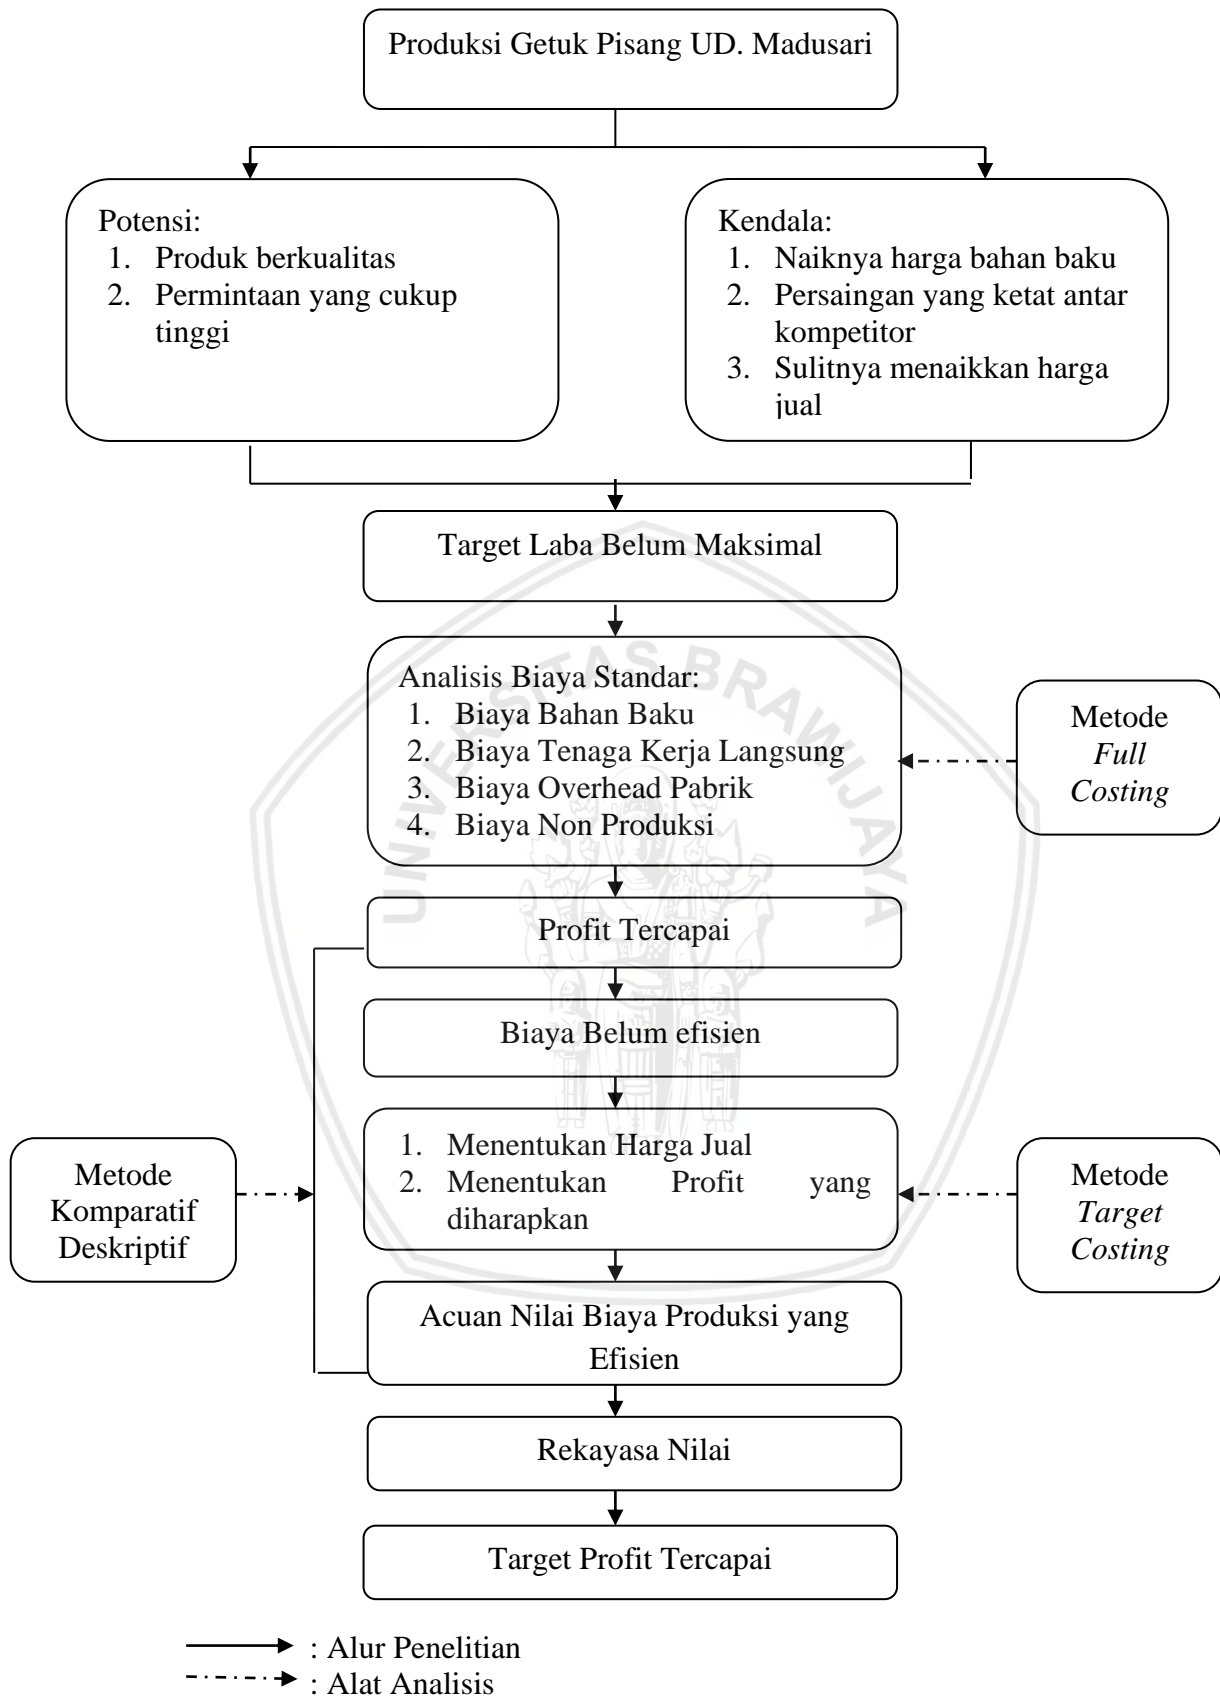 Produksi Getuk Pisang UD. Madusari
Potensi:
1. Produk berkualitas
2. Permintaan yang cukup
tinggi
Kendala:
1. Naiknya harga bahan baku
2. Persaingan yang ketat antar
kompetitor
3. Sulitnya menaikkan harga
jual
Target Laba Belum Maksimal
UNIVERSITAS BRAWIJAYA
Analisis Biaya Standar:
1. Biaya Bahan Baku
2. Biaya Tenaga Kerja Langsung
3. Biaya Overhead Pabrik
4. Biaya Non Produksi
Metode
Full
Costing
Profit Tercapai
Biaya Belum efisien
1. Menentukan Harga Jual
2. Menentukan Profit yang
diharapkan
Metode
Komparatif
Deskriptif
Metode
Target
Costing
Acuan Nilai Biaya Produksi yang
Efisien
Rekayasa Nilai
Target Profit Tercapai
: Alur Penelitian
: Alat Analisis